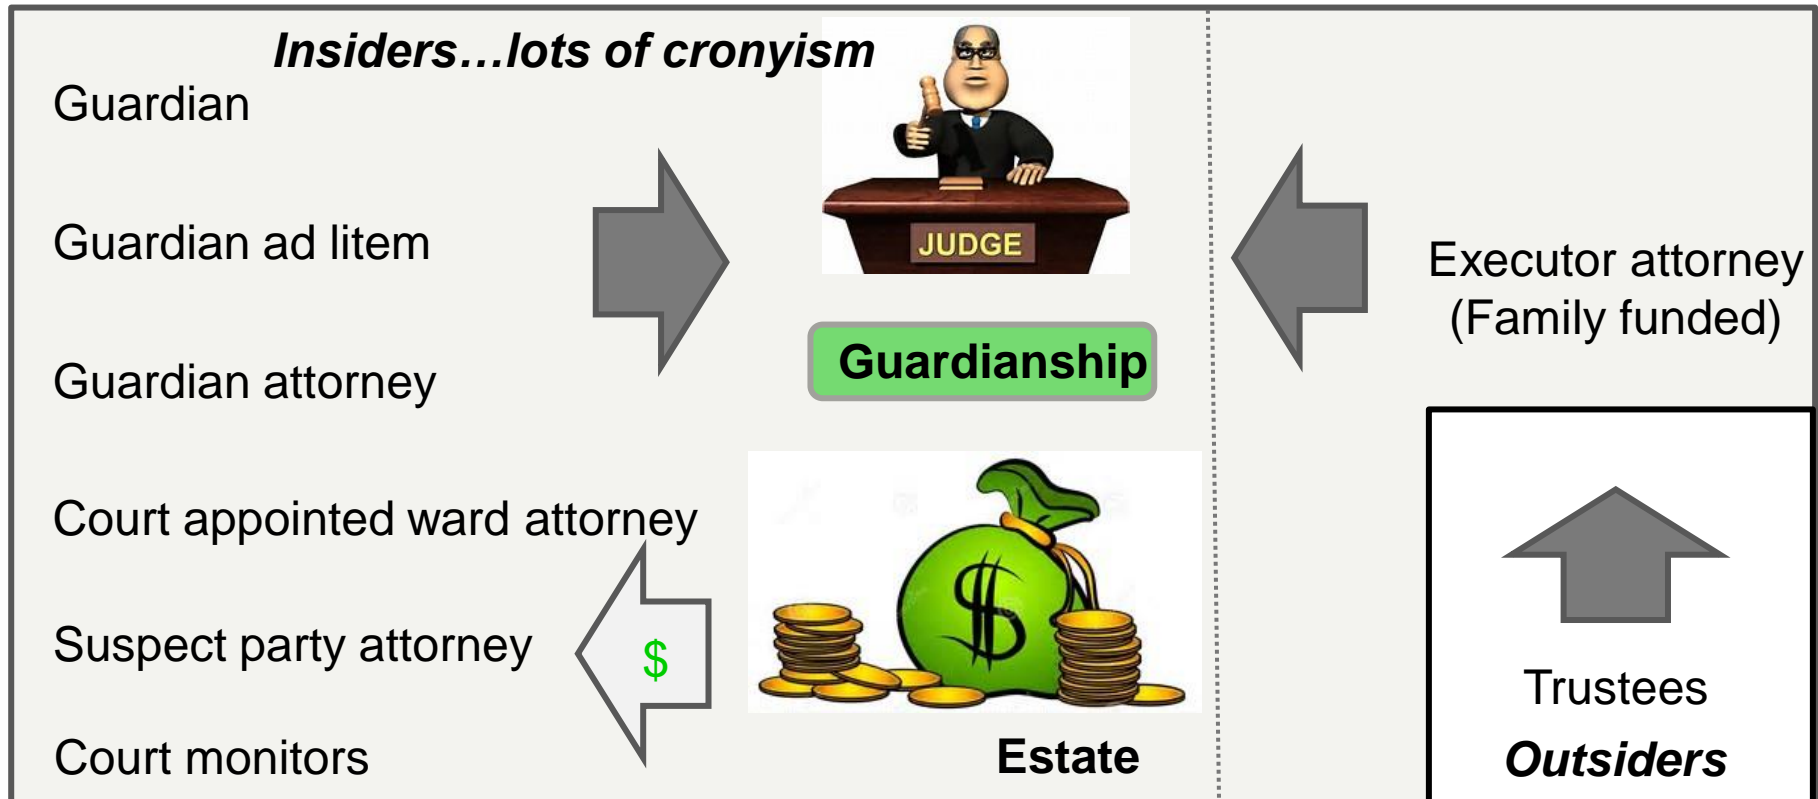 Insiders…lots of cronyism
Guardian
Guardian ad litem
Guardian attorney
Court appointed ward attorney
Suspect party attorney
Court monitors
JUDGE
Guardianship
$
$
Estate
Executor attorney
(Family funded)
Trustees
Outsiders